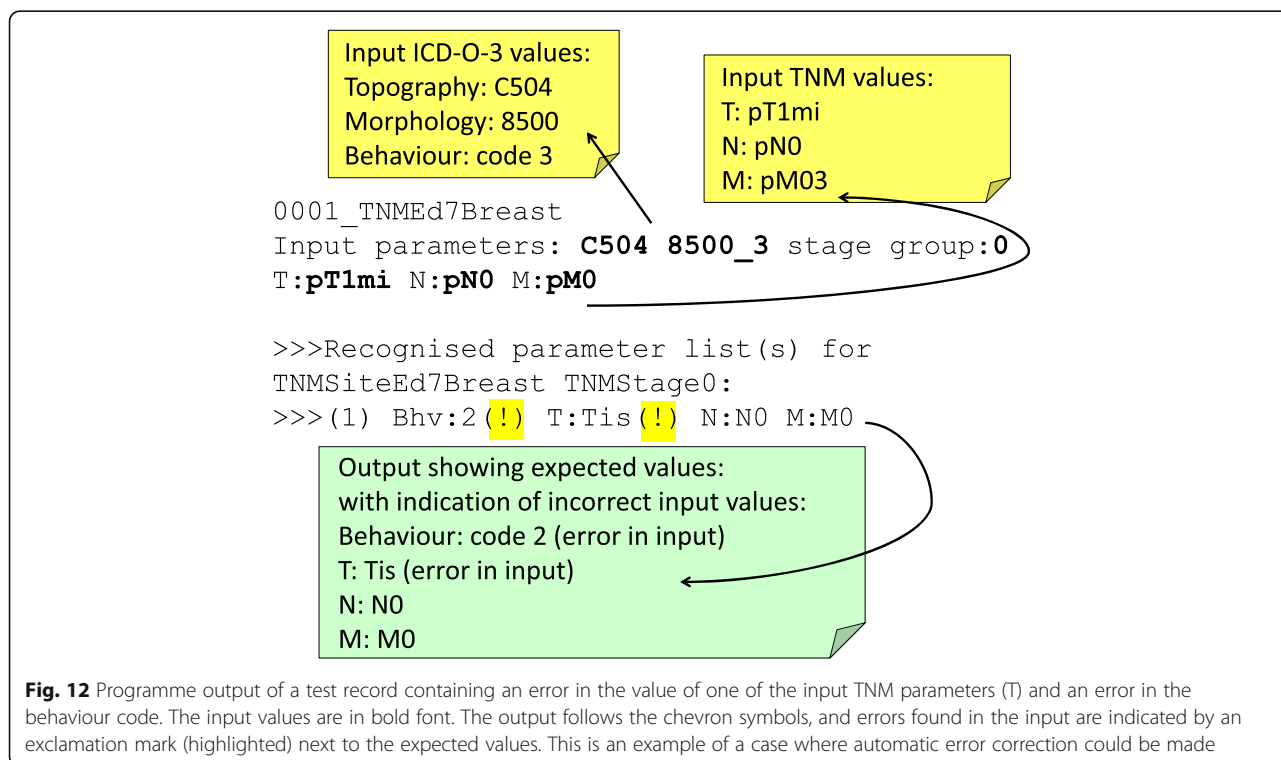 Input ICD-O-3 values:
Topography: C504
Morphology: 8500
Behaviour: code 3
Input TNM values:
T: pT1mi
N: pN0
M: pM03
0001_TNMEd7Breast
Input parameters: C504 8500_3 stage group:0
T:pT1mi N:pN0 M:pM0
>>>Recognised parameter list(s) for
TNMSiteEd7Breast TNMStage0:
>>>(1) Bhv:2(!) T:Tis(!) N:N0 M:M0
Output showing expected values:
with indication of incorrect input values:
Behaviour: code 2 (error in input)
T: Tis (error in input)
N: N0
M: M0
Fig. 12 Programme output of a test record containing an error in the value of one of the input TNM parameters (T) and an error in the
behaviour code. The input values are in bold font. The output follows the chevron symbols, and errors found in the input are indicated by an
exclamation mark (highlighted) next to the expected values. This is an example of a case where automatic error correction could be made